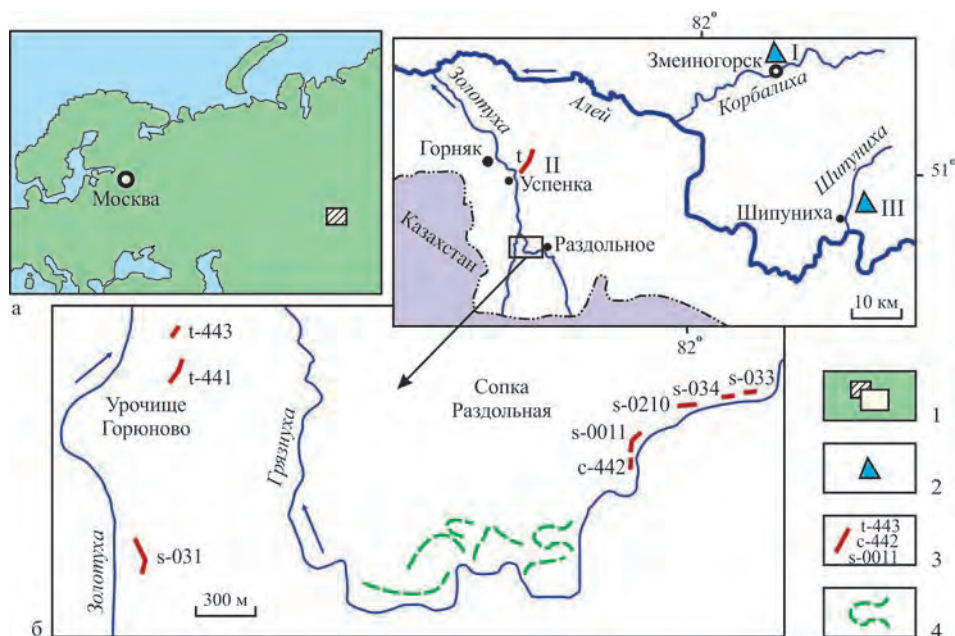 Москва
82°
Змеиногорск
I
Корбалиха
Золотуха
Алей
Горняк
t
II
Успенка
Шипуниха
51°
Шипуниха
III
Казахстан
Раздольное
10 км
а
t-443
t-441
Урочище
Горюново
Золотуха
s-031
300 м
Грязнуха
Сопка
Раздольная
82°
s-033
s-034
s-0210
s-0011
c-442
б
1
2
t-443
c-442
s-0011
3
4